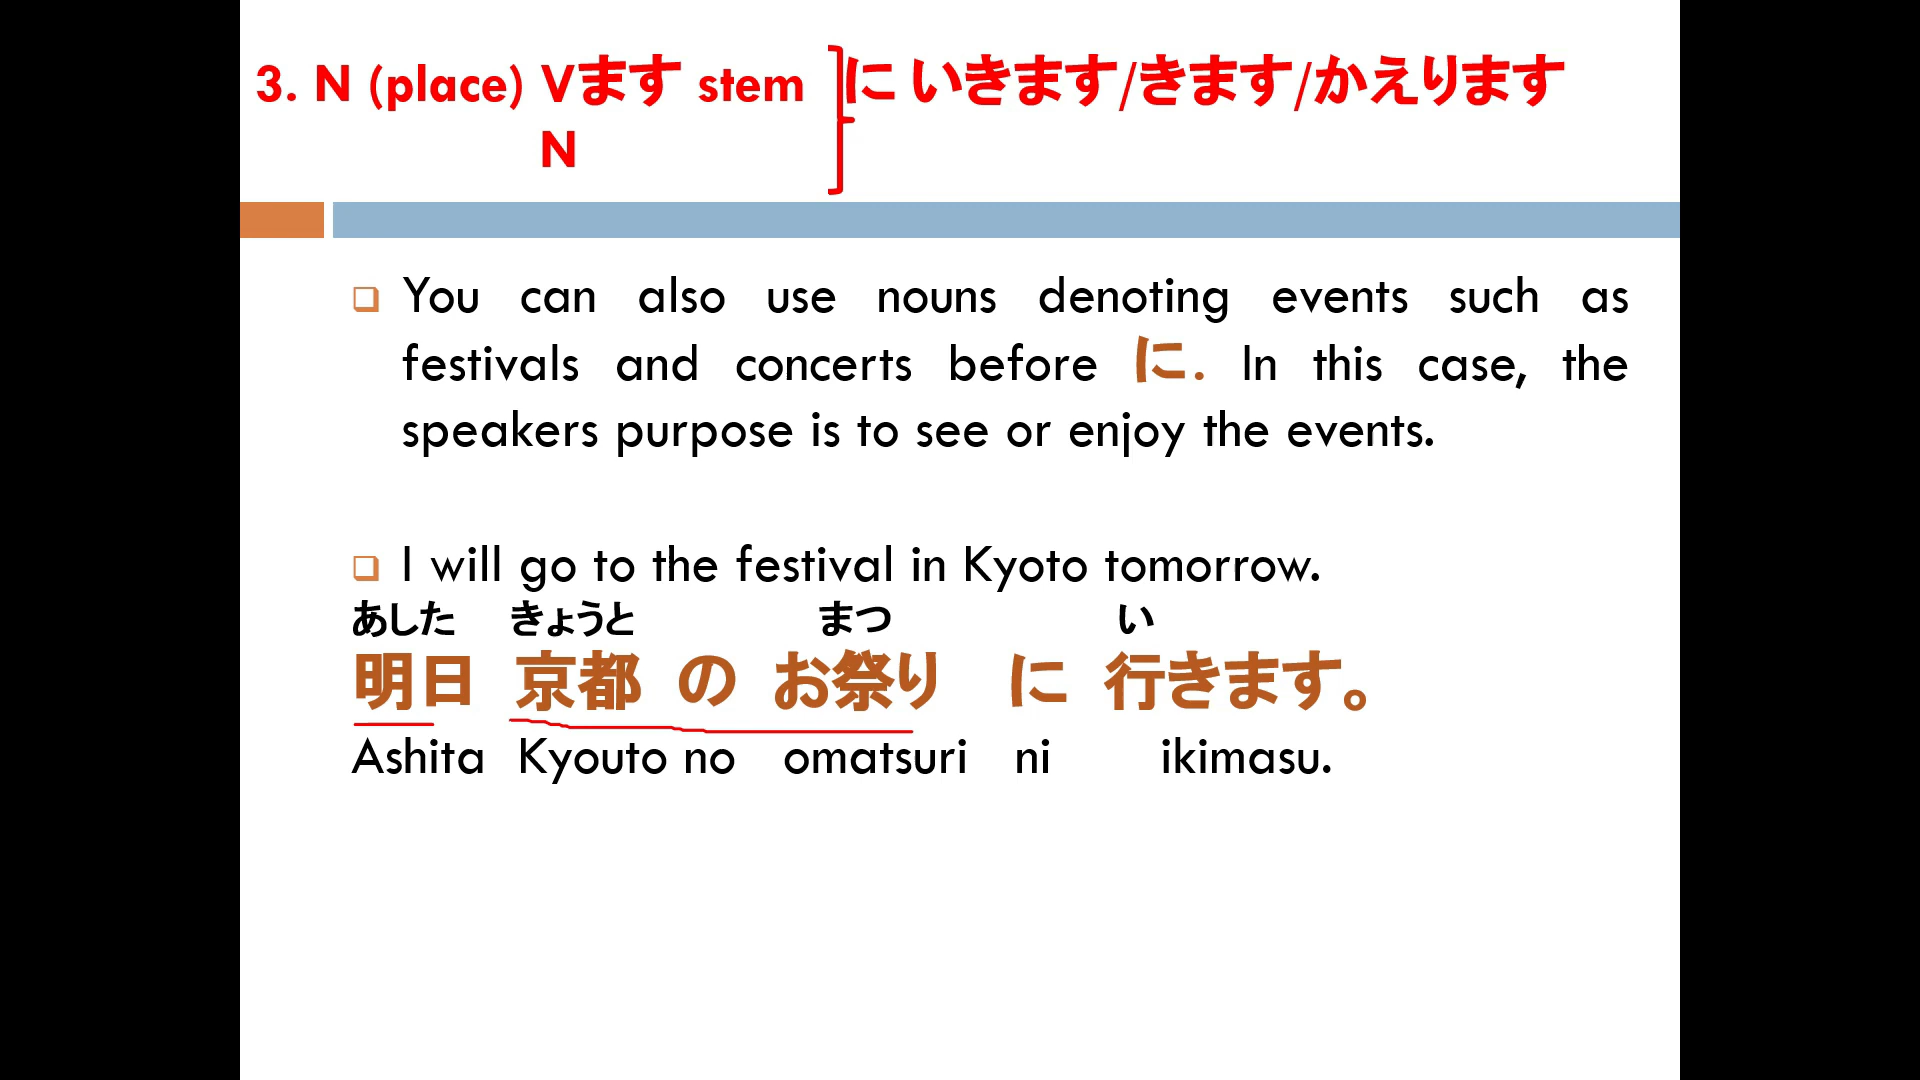 3. N (place) Vます stem に いきます/きます/かえります
N
You can also use nouns denoting events such as
festivals and concerts before に. In this case, the
speakers purpose is to see or enjoy the events.
I will go to the festival in Kyoto tomorrow.
あした きょうと まつ い
明日 京都 の お祭り に 行きます。
Ashita Kyouto no omatsuri ni ikimasu.